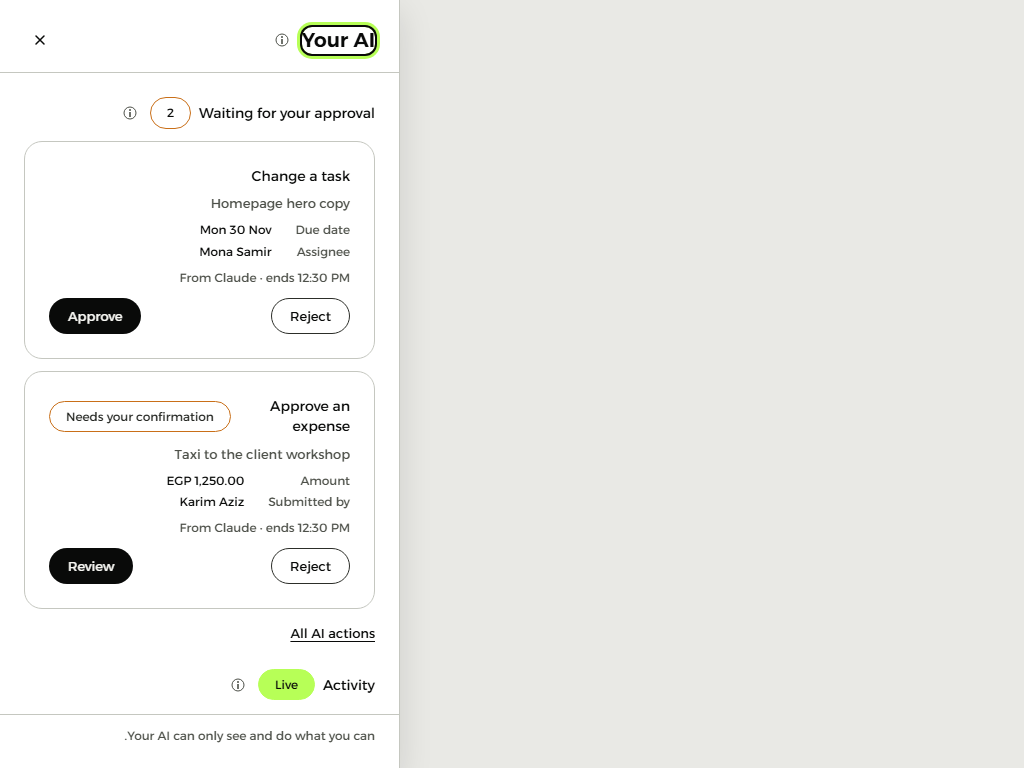 Your AI
Waiting for your approval 2
Change a task
Homepage hero copy
Due date Mon 30 Nov
Assignee Mona Samir
From Claude · ends 12:30 PM
Reject Approve
Approve an
expense
Needs your confirmation
Taxi to the client workshop
Amount EGP 1,250.00
Submitted by Karim Aziz
From Claude · ends 12:30 PM
Reject Review
All AI actions
Activity Live
.Your AI can only see and do what you can